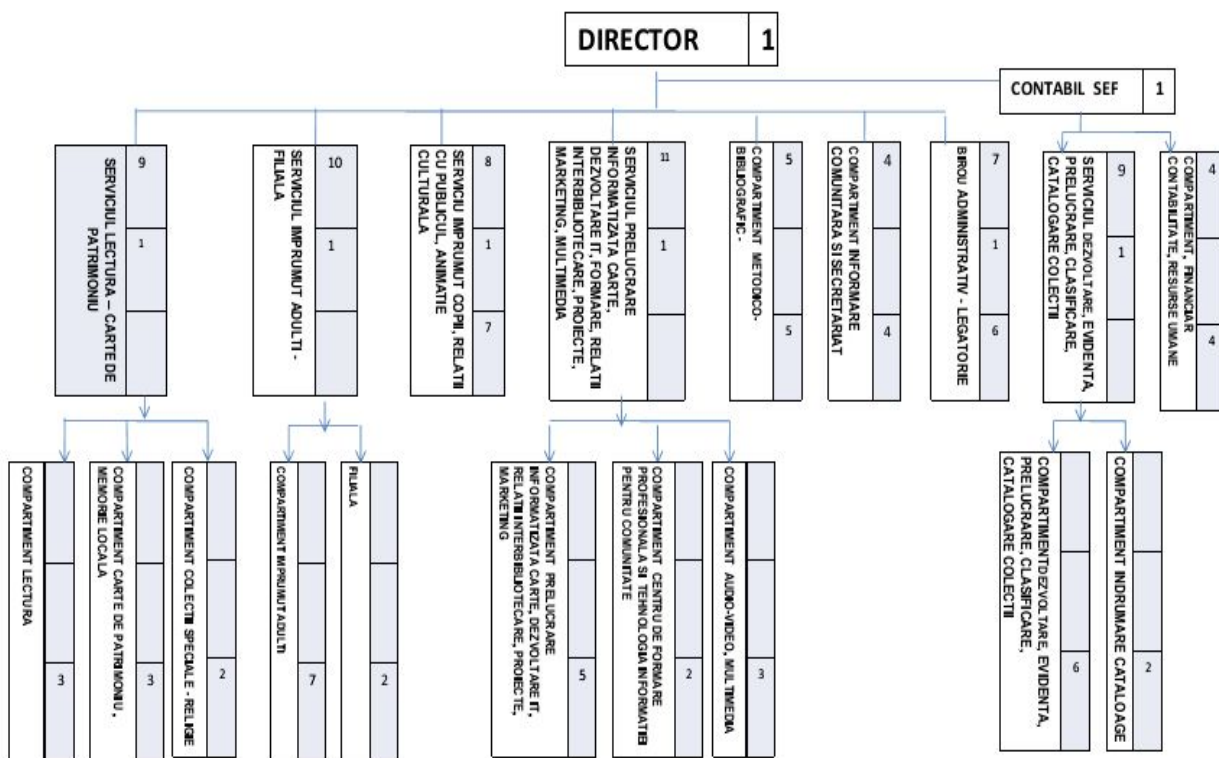 DIRECTOR 1
CONTABIL SEF 1
SERVICIUL LECTURA – CARTE DE
PATRIMONIU
9
1
SERVICIUL IMPRUMUT ADULTI -
FILIALA
10
1
SERVICIU IMPRUMUT COPII, RELATII
CU PUBLICUL, ANIMATIE
CULTURALA
8
1
7
SERVICIUL PRELUCRARE
INFORMATIZATA CARTE,
DEZVOLTARE IT, FORMARE, RELATII
INTERBIBLIOTECARE, PROIECTE,
MARKETING, MULTIMEDIA
11
1
COMPARTIMENT METODICO-
BIBLIOGRAFIC -
5
5
COMPARTIMENT INFORMARE
COMUNITARA SI SECRETARIAT
4
4
BIROU ADMINISTRATIV - LEGATORIE
7
1
6
SERVICIUL DEZVOLTARE, EVIDENTA,
PRELUCRARE, CLASIFICARE,
CATALOGARE COLECTII
9
1
COMPARTIMENT, FINANCIAR
CONTABILITATE, RESURSE UMANE
4
4
COMPARTIMENT LECTURA
3
COMPARTIMENT CARTE DE PATRIMONIU,
MEMORIE LOCALA
3
COMPARTIMENT COLECTII SPECIALE - RELIGIE
2
COMPARTIMENT IMPRUMUT ADULTI
7
FILIALA
2
COMPARTIMENT PRELUCRARE
INFORMATIZATA CARTE, DEZVOLTARE IT,
RELATII INTERBIBLIOTECARE, PROIECTE,
MARKETING
5
COMPARTIMENT CENTRU DE FORMARE
PROFESIONALA SI TEHNOLOGIA INFORMATIEI
PENTRU COMUNITATE
2
COMPARTIMENT AUDIO-VIDEO, MULTIMEDIA
3
COMPARTIMENT DEZVOLTARE, EVIDENTA,
PRELUCRARE, CLASIFICARE,
CATALOGARE COLECTII
6
COMPARTIMENT INDRUMARE CATALOAGE
2